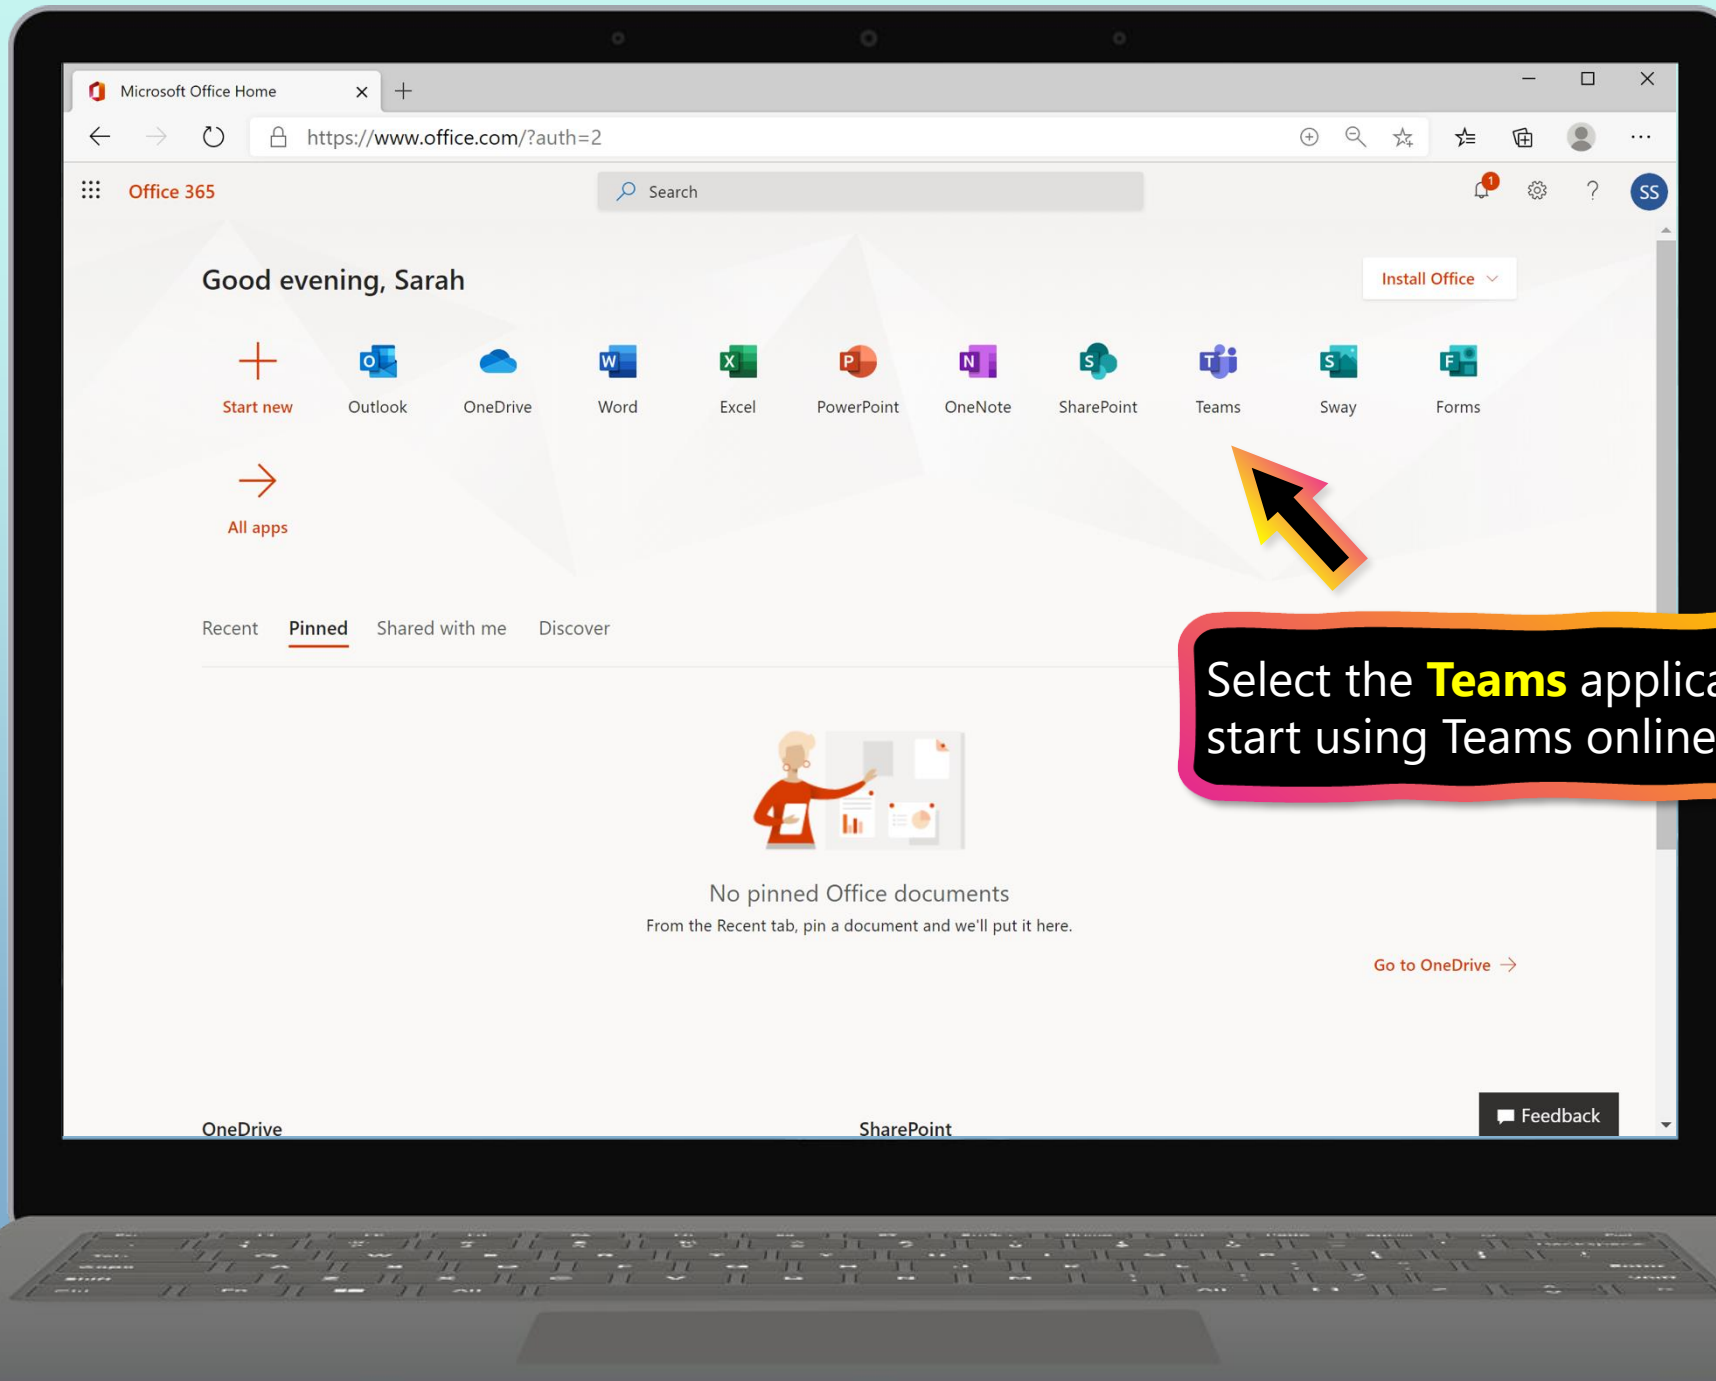 Microsoft Office Home
https://www.office.com/?auth=2
Office 365
Search
1
?
SS
Good evening, Sarah
Install Office
O
W
X
P
N
S
T
S
F
Start new
Outlook
OneDrive
Word
Excel
PowerPoint
OneNote
SharePoint
Teams
Sway
Forms
All apps
Recent
Pinned
Shared with me
Discover
Select the Teams applica
start using Teams online
No pinned Office documents
From the Recent tab, pin a document and we'll put it here.
Go to OneDrive
Feedback
OneDrive
SharePoint